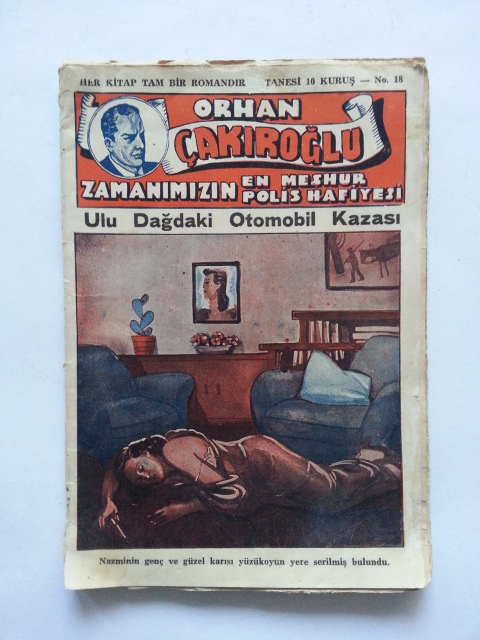 HER KİTAP TAM BİR ROMANDIR TANESİ 10 KURUŞ — No. 18
ORHAN
ÇAKIROĞLU
ZAMANIMIZIN EN MEŞHUR POLİS HAFİYESİ
Ulu Dağdaki Otomobil Kazası
Nazminin genç ve güzel karısı yüzükoyun yere serilmiş bulundu.